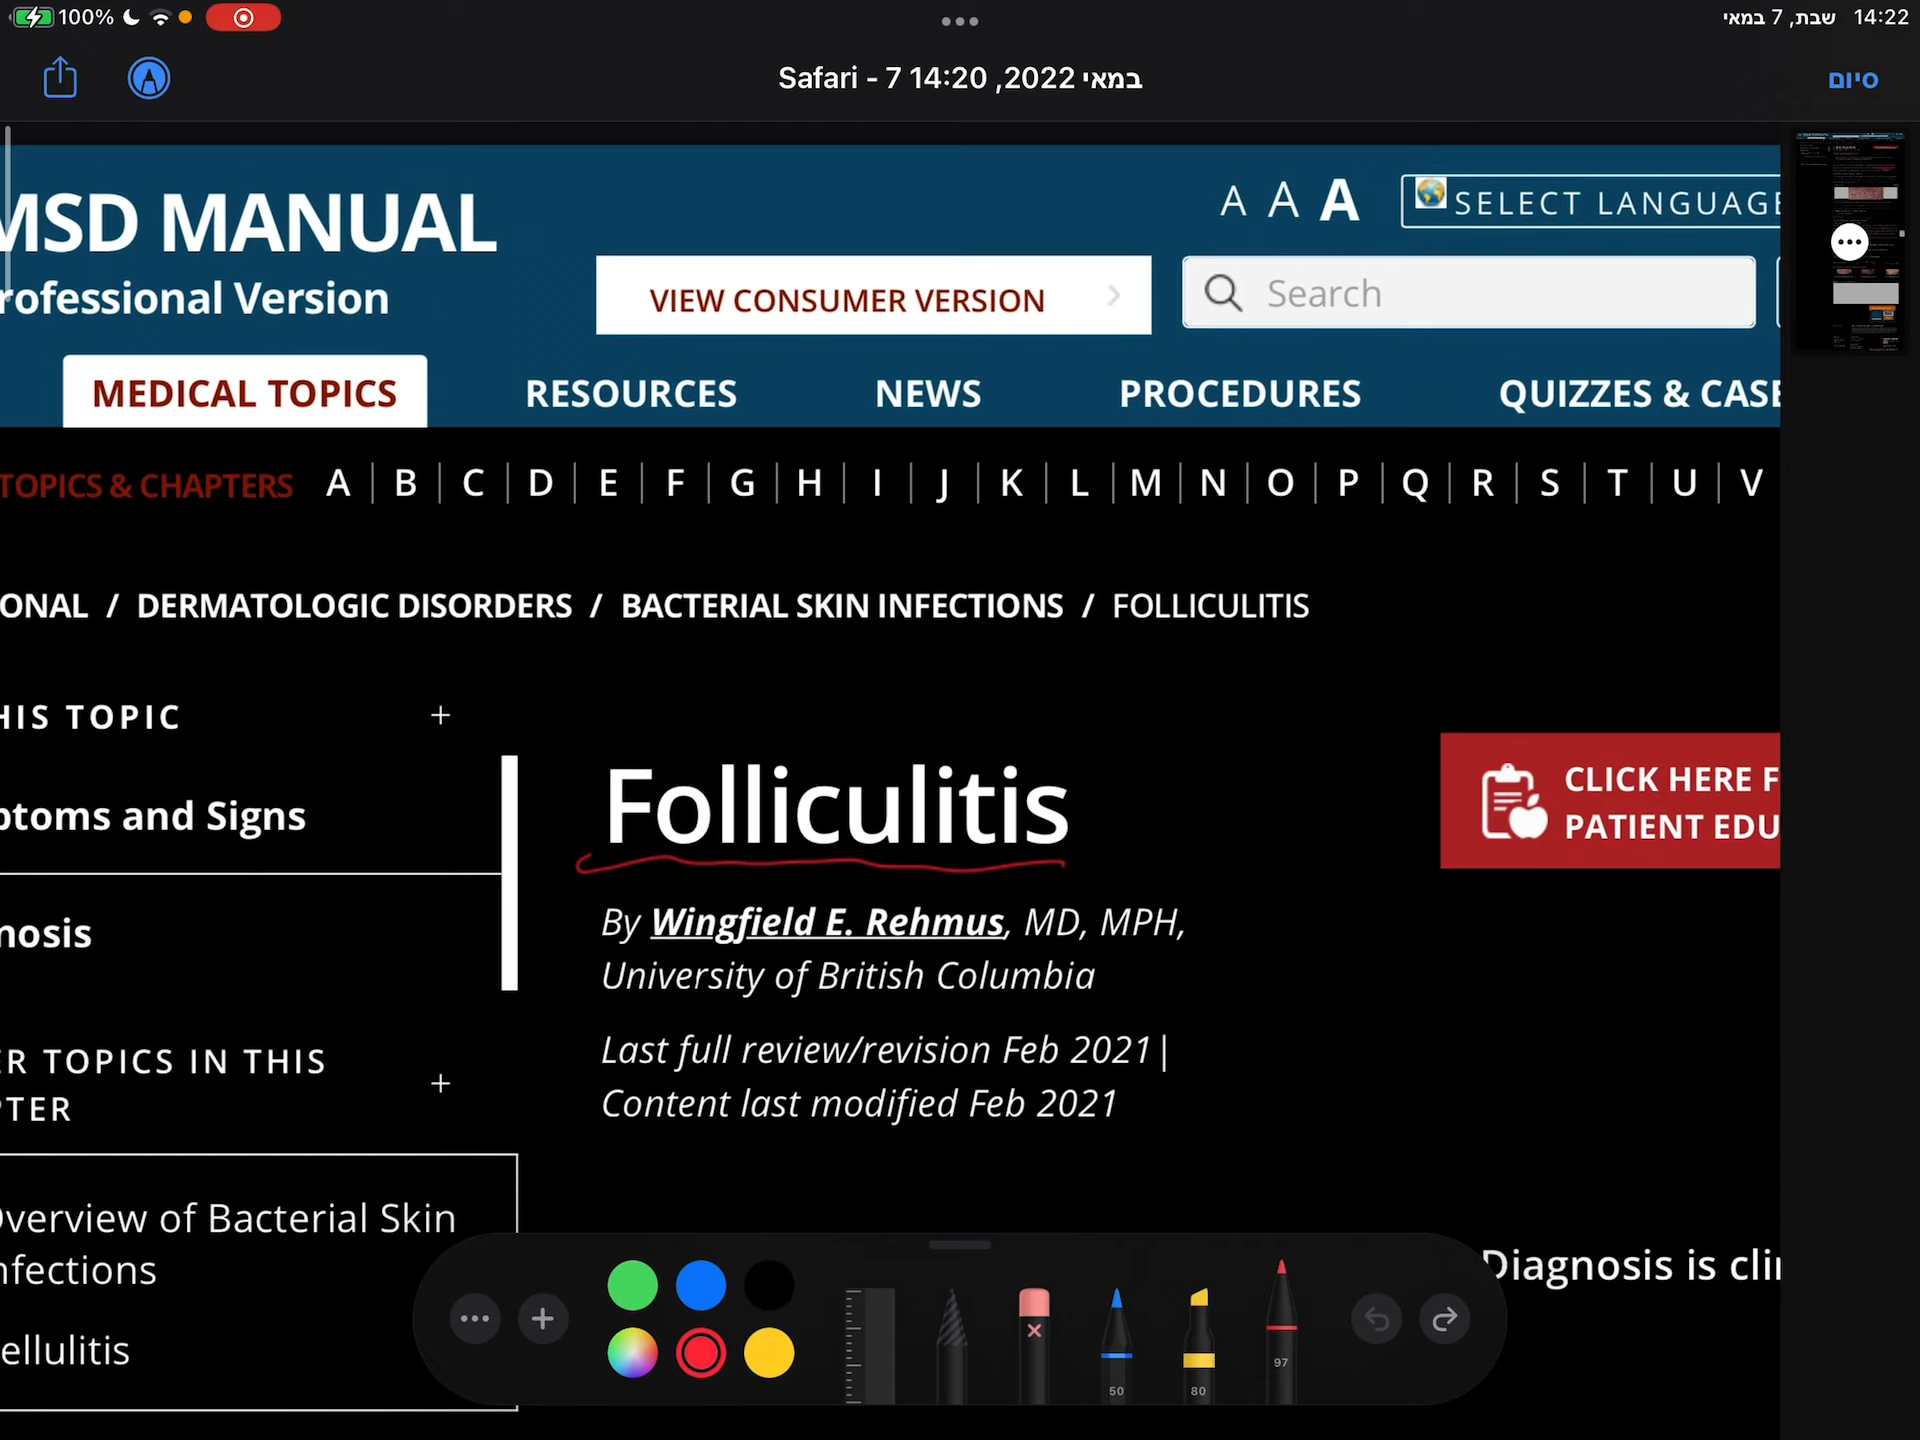 100%
14:22 שבת, 7 במאי
Safari - 7 במאי 2022, 14:20
סיום
MSD MANUAL
rofessional Version
A A A
SELECT LANGUAGE
VIEW CONSUMER VERSION
Search
MEDICAL TOPICS
RESOURCES
NEWS
PROCEDURES
QUIZZES & CASE
TOPICS & CHAPTERS A B C D E F G H I J K L M N O P Q R S T U V
ONAL / DERMATOLOGIC DISORDERS / BACTERIAL SKIN INFECTIONS / FOLLICULITIS
HIS TOPIC +
ptoms and Signs
nosis
ER TOPICS IN THIS
PTER
+
Overview of Bacterial Skin
nfections
ellulitis
Folliculitis
By Wingfield E. Rehmus, MD, MPH,
University of British Columbia
Last full review/revision Feb 2021|
Content last modified Feb 2021
CLICK HERE F
PATIENT EDU
Diagnosis is cli
50
80
97